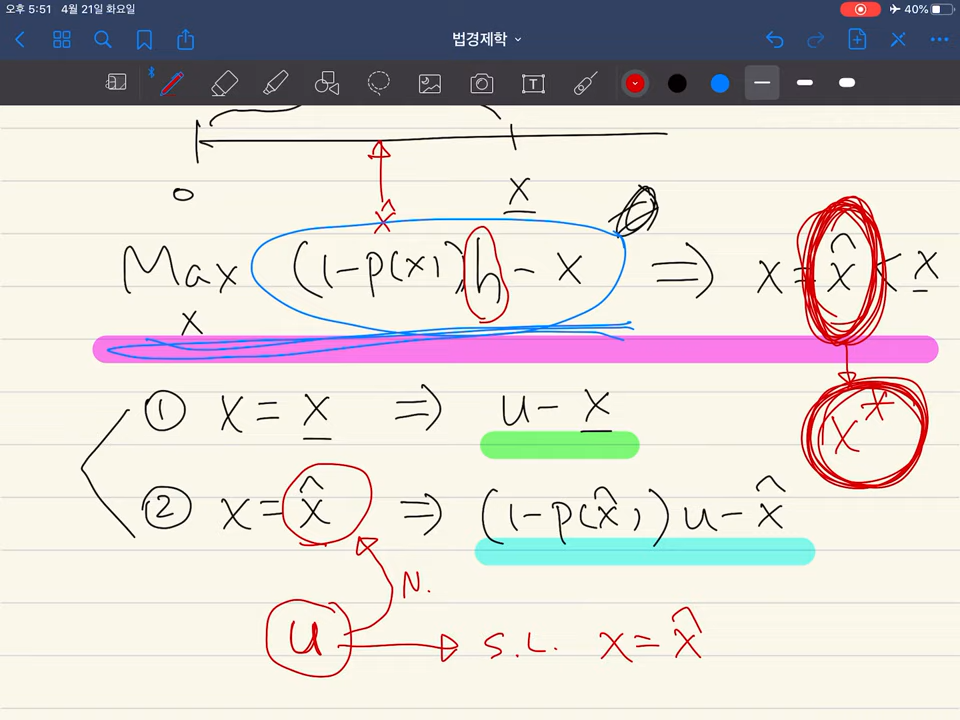 오후 5:51 4월 21일 화요일 40%
법경제학
T
0 x̂ x̲
Max (1-p(x))u - x ⇒ x = x̂ < x̲
x
① x = x̲ ⇒ u - x̲
x*
② x = x̂ ⇒ (1-p(x̂))u - x̂
N.
u → S.L. x = x̂